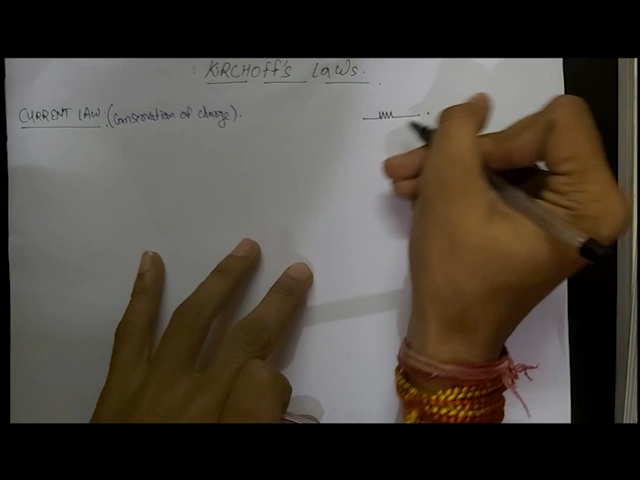 : KIRCHOFF'S LAWS.
CURRENT LAW: (Conservation of charge).